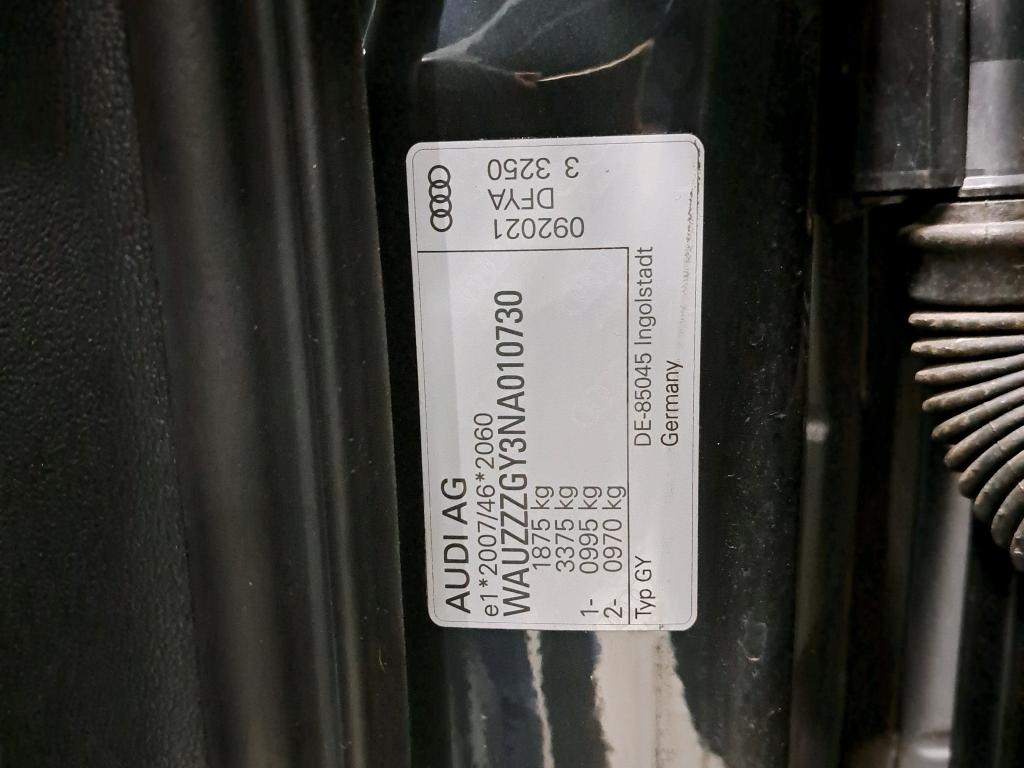 AUDI AG
e1*2007/46*2060
WAUZZZGY3NA010730
1875 kg
3375 kg
1- 0995 kg
2- 0970 kg
Typ GY
DE-85045 Ingolstadt
Germany
3 3250
DFYA
092021